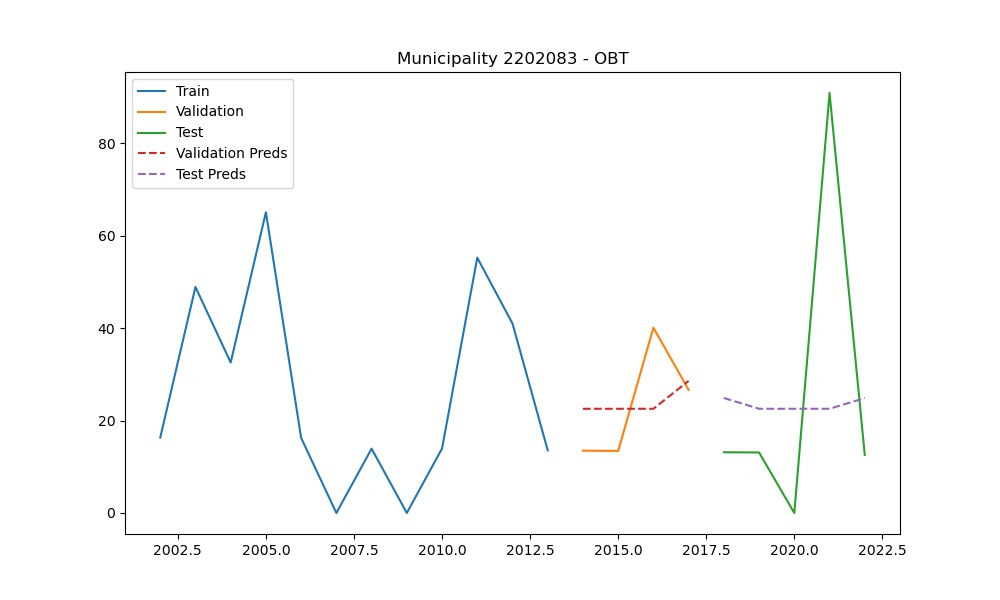 Municipality 2202083 - OBT
Train
Validation
Test
Validation Preds
Test Preds
80
60
40
20
0
2002.5 2005.0 2007.5 2010.0 2012.5 2015.0 2017.5 2020.0 2022.5